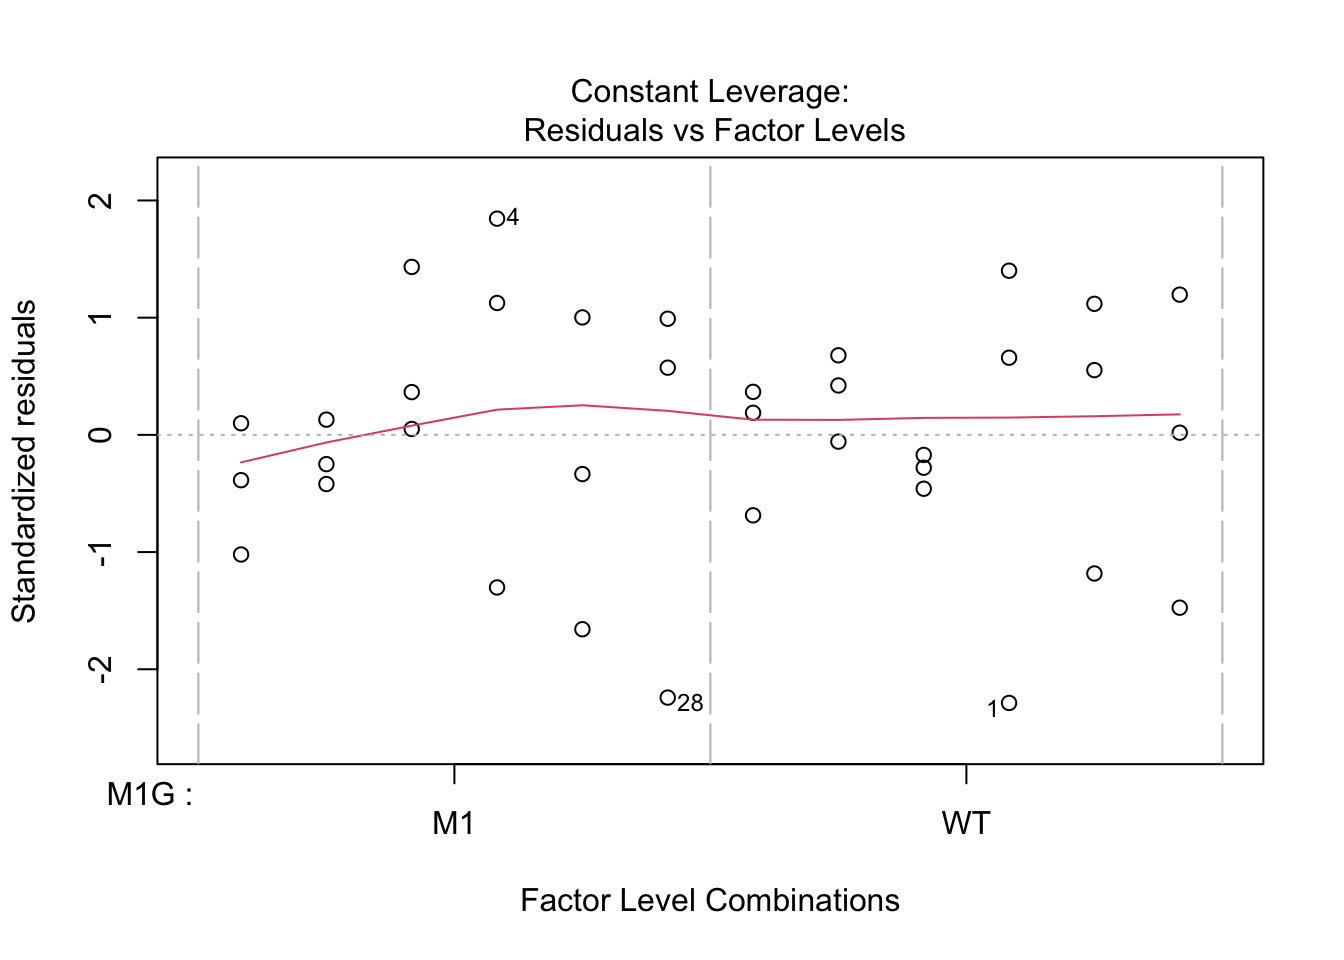 Constant Leverage:
Residuals vs Factor Levels
Standardized residuals
2
1
0
-1
-2
4
28
1
M1G :
M1
WT
Factor Level Combinations